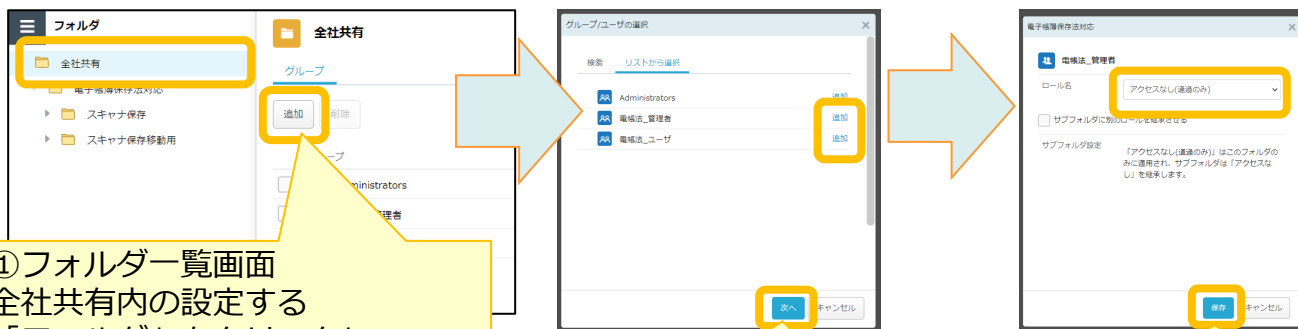 フォルダ
全社共有
電子帳簿保存法対応
スキャナ保存
スキャナ保存移動用
全社共有
グループ
追加
削除
ministrators
理者
①フォルダ一覧画面
全社共有内の設定する
グループ/ユーザの選択
検索 リストから選択
Administrators 追加
電帳法_管理者 追加
電帳法_ユーザ 追加
次へ キャンセル
電子帳簿保存法対応
電帳法_管理者
ロール名 アクセスなし(通過のみ)
サブフォルダに別のロールを継承させる
サブフォルダ設定 「アクセスなし(通過のみ)」はこのフォルダの
みに適用され、サブフォルダは「アクセスな
し」を継承します。
保存 キャンセル